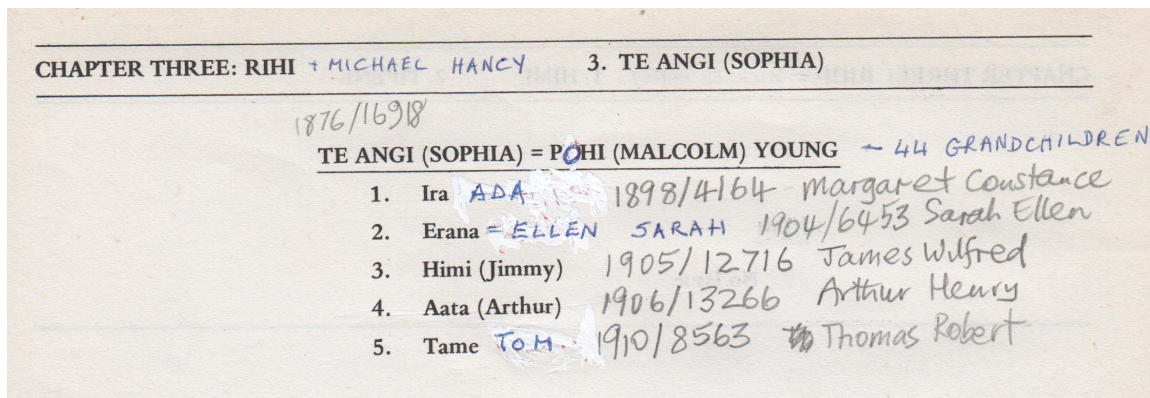 CHAPTER THREE: RIHI + MICHAEL HANCY 3. TE ANGI (SOPHIA)
1876/16918
TE ANGI (SOPHIA) = POHI (MALCOLM) YOUNG - 44 GRANDCHILDREN
1. Ira ADA 1898/4164 Margaret Constance
2. Erana = ELLEN SARAH 1904/6453 Sarah Ellen
3. Himi (Jimmy) 1905/12716 James Wilfred
4. Aata (Arthur) 1906/13266 Arthur Henry
5. Tame TOM 1910/8563 Thomas Robert